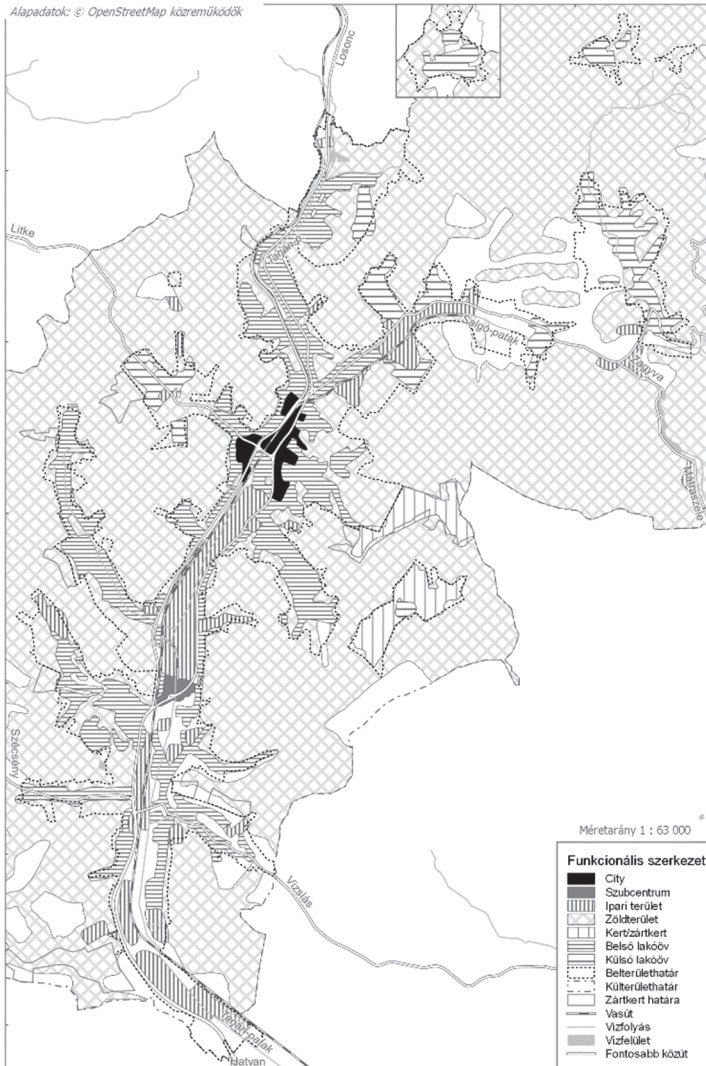 Alapadatok: © OpenStreetMap közreműködők
Losonc
Litke
Tarján-p.
Salgó-patak
Zagyva
Mátraszele
Szécsény
Vizslás
Tarján-patak
Hatvan
Méretarány 1 : 63 000
Funkcionális szerkezet
City
Szubcentrum
Ipari terület
Zöldterület
Kert/zártkert
Belső lakóöv
Külső lakóöv
Belterülethatár
Külterülethatár
Zártkert határa
Vasút
Vízfolyás
Vízfelület
Fontosabb közút